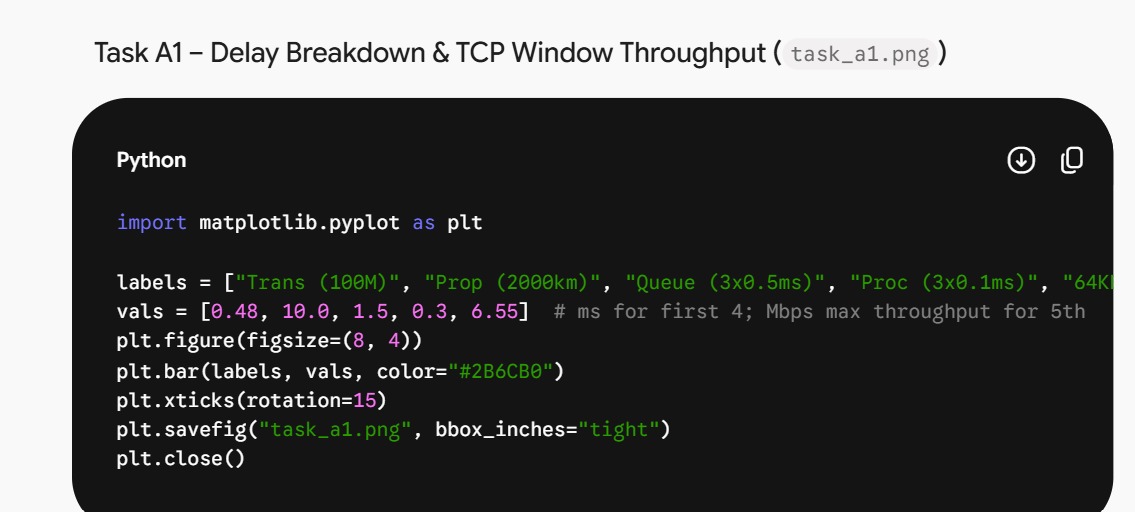 Task A1 – Delay Breakdown & TCP Window Throughput ( task_a1.png )
Python
import matplotlib.pyplot as plt
labels = ["Trans (100M)", "Prop (2000km)", "Queue (3x0.5ms)", "Proc (3x0.1ms)", "64K
vals = [0.48, 10.0, 1.5, 0.3, 6.55]  # ms for first 4; Mbps max throughput for 5th
plt.figure(figsize=(8, 4))
plt.bar(labels, vals, color="#2B6CB0")
plt.xticks(rotation=15)
plt.savefig("task_a1.png", bbox_inches="tight")
plt.close()